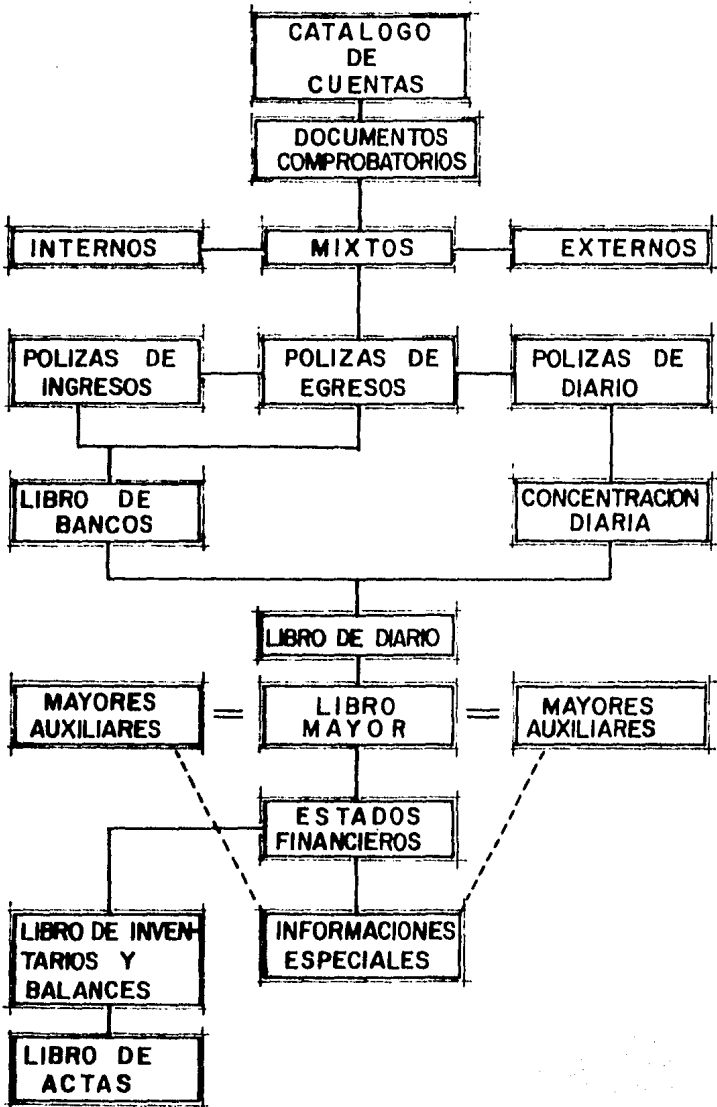 CATALOGO
DE
CUENTAS
DOCUMENTOS
COMPROBATORIOS
INTERNOS
MIXTOS
EXTERNOS
POLIZAS DE
INGRESOS
POLIZAS DE
EGRESOS
POLIZAS DE
DIARIO
LIBRO DE
BANCOS
CONCENTRACION
DIARIA
LIBRO DE DIARIO
MAYORES
AUXILIARES
=
LIBRO
MAYOR
=
MAYORES
AUXILIARES
ESTADOS
FINANCIEROS
LIBRO DE INVEN-
TARIOS Y
BALANCES
INFORMACIONES
ESPECIALES
LIBRO DE
ACTAS